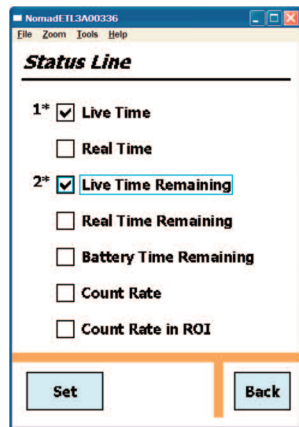 NomadETL3A00336
File Zoom Tools Help
Status Line
1* Live Time
Real Time
2* Live Time Remaining
Real Time Remaining
Battery Time Remaining
Count Rate
Count Rate in ROI
Set Back